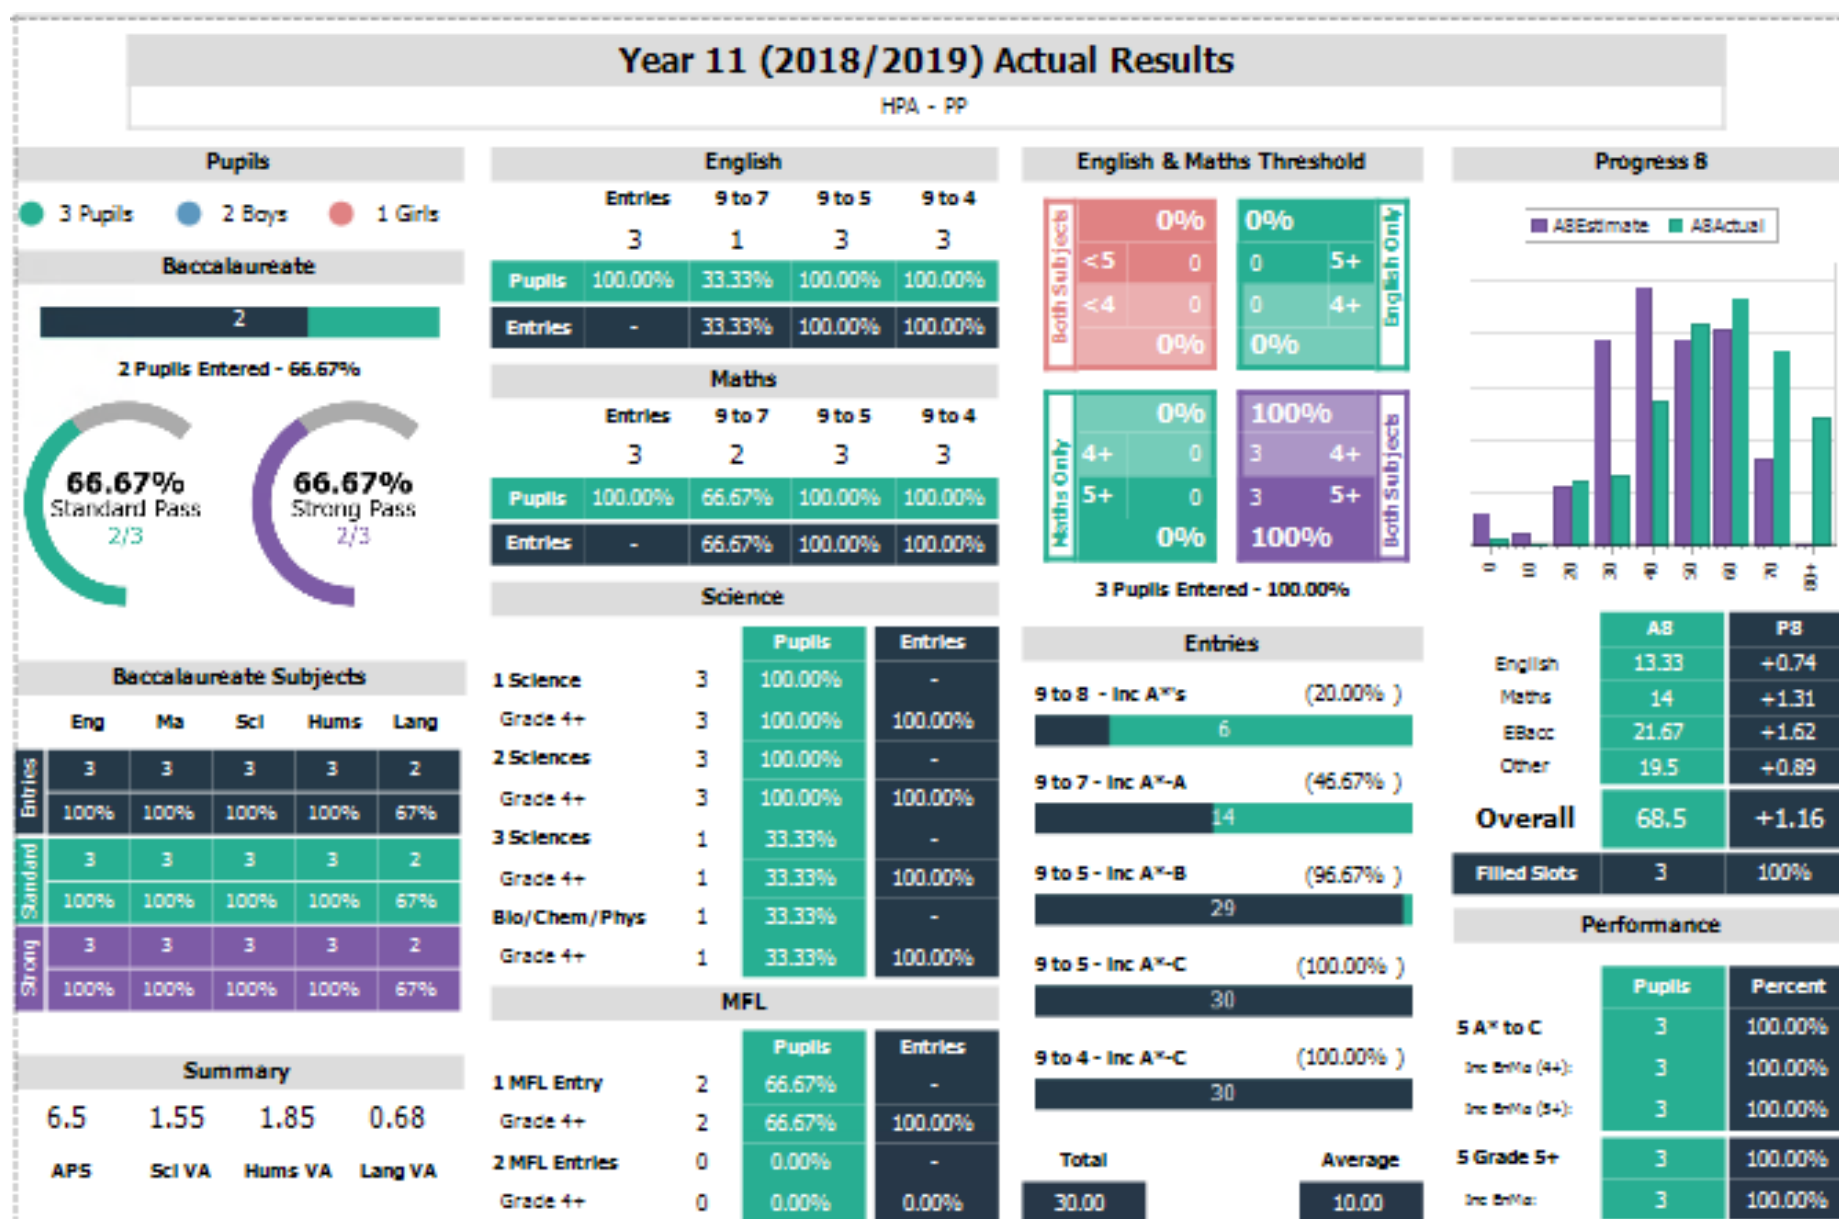 Year 11 (2018/2019) Actual Results
HPA - PP
Pupils
3 Pupils 2 Boys 1 Girls
Baccalaureate
2
2 Pupils Entered - 66.67%
66.67%
Standard Pass
2/3
66.67%
Strong Pass
2/3
Baccalaureate Subjects
Eng Ma Sci Hums Lang
Entries
3 3 3 3 2
100% 100% 100% 100% 67%
Standard
3 3 3 3 2
100% 100% 100% 100% 67%
Strong
3 3 3 3 2
100% 100% 100% 100% 67%
Summary
6.5 1.55 1.85 0.68
APS Sci VA Hums VA Lang VA
English
Entries 9 to 7 9 to 5 9 to 4
3 1 3 3
Pupils 100.00% 33.33% 100.00% 100.00%
Entries - 33.33% 100.00% 100.00%
Maths
Entries 9 to 7 9 to 5 9 to 4
3 2 3 3
Pupils 100.00% 66.67% 100.00% 100.00%
Entries - 66.67% 100.00% 100.00%
Science
Pupils Entries
1 Science 3 100.00% -
Grade 4+ 3 100.00% 100.00%
2 Sciences 3 100.00% -
Grade 4+ 3 100.00% 100.00%
3 Sciences 1 33.33% -
Grade 4+ 1 33.33% 100.00%
Bio/Chem/Phys 1 33.33% -
Grade 4+ 1 33.33% 100.00%
MFL
Pupils Entries
1 MFL Entry 2 66.67% -
Grade 4+ 2 66.67% 100.00%
2 MFL Entries 0 0.00% -
Grade 4+ 0 0.00% 0.00%
English & Maths Threshold
Both Subjects
0%
<5 0
<4 0
0%
English Only
0%
0 5+
0 4+
0%
Maths Only
0%
4+ 0
5+ 0
0%
Both Subjects
100%
3 4+
3 5+
100%
3 Pupils Entered - 100.00%
Entries
9 to 8 - Inc A*'s (20.00% )
6
9 to 7 - Inc A*-A (46.67% )
14
9 to 5 - Inc A*-B (96.67% )
29
9 to 5 - Inc A*-C (100.00% )
30
9 to 4 - Inc A*-C (100.00% )
30
Total Average
30.00 10.00
Progress 8
A8Estimate A8Actual
0 10 20 30 40 50 60 70 80+
A8 P8
English 13.33 +0.74
Maths 14 +1.31
EBacc 21.67 +1.62
Other 19.5 +0.89
Overall 68.5 +1.16
Filled Slots 3 100%
Performance
Pupils Percent
5 A* to C 3 100.00%
Inc EnMa (4+): 3 100.00%
Inc EnMa (5+): 3 100.00%
5 Grade 5+ 3 100.00%
Inc EnMa: 3 100.00%